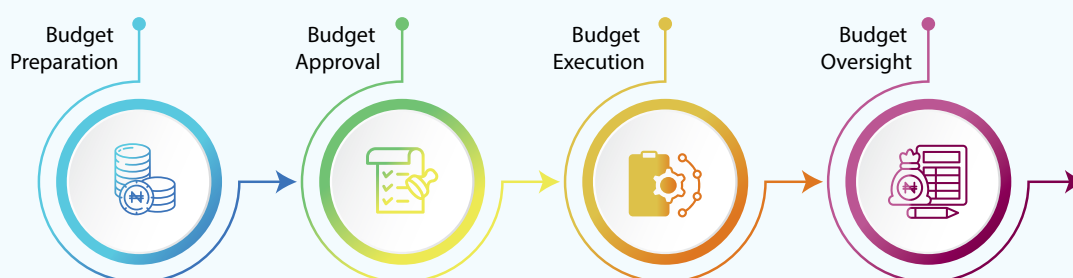 Budget
Preparation
Budget
Approval
Budget
Execution
Budget
Oversight
₦
₦